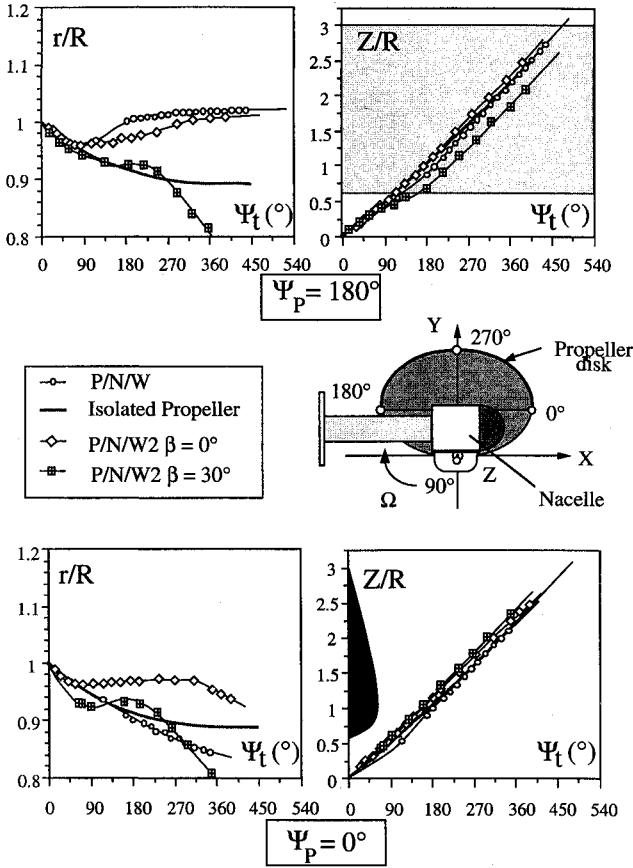 r/R
1.2
1.1
1
0.9
0.8
Ψt (°)
0 90 180 270 360 450 540
Z/R
3
2.5
2
1.5
1
0.5
0
Ψt (°)
0 90 180 270 360 450 540
ΨP = 180°
P/N/W
Isolated Propeller
P/N/W2 β = 0°
P/N/W2 β = 30°
Y
270°
Propeller
disk
180°
0°
X
Z
90°
Ω
Nacelle
r/R
1.2
1.1
1
0.9
0.8
Ψt (°)
0 90 180 270 360 450 540
Z/R
3
2.5
2
1.5
1
0.5
0
Ψt (°)
0 90 180 270 360 450 540
ΨP = 0°